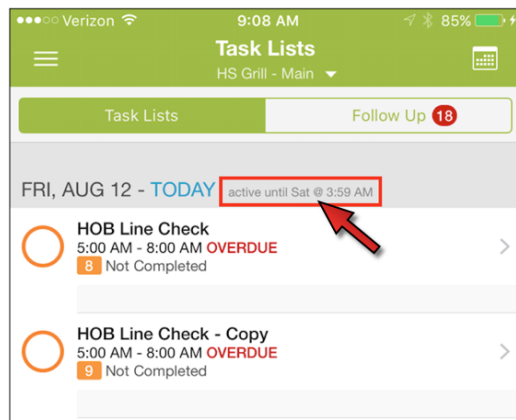 Verizon 9:08 AM 85%
Task Lists
HS Grill - Main
Task Lists Follow Up 18
FRI, AUG 12 - TODAY active until Sat @ 3:59 AM
HOB Line Check
5:00 AM - 8:00 AM OVERDUE
8 Not Completed
HOB Line Check - Copy
5:00 AM - 8:00 AM OVERDUE
9 Not Completed